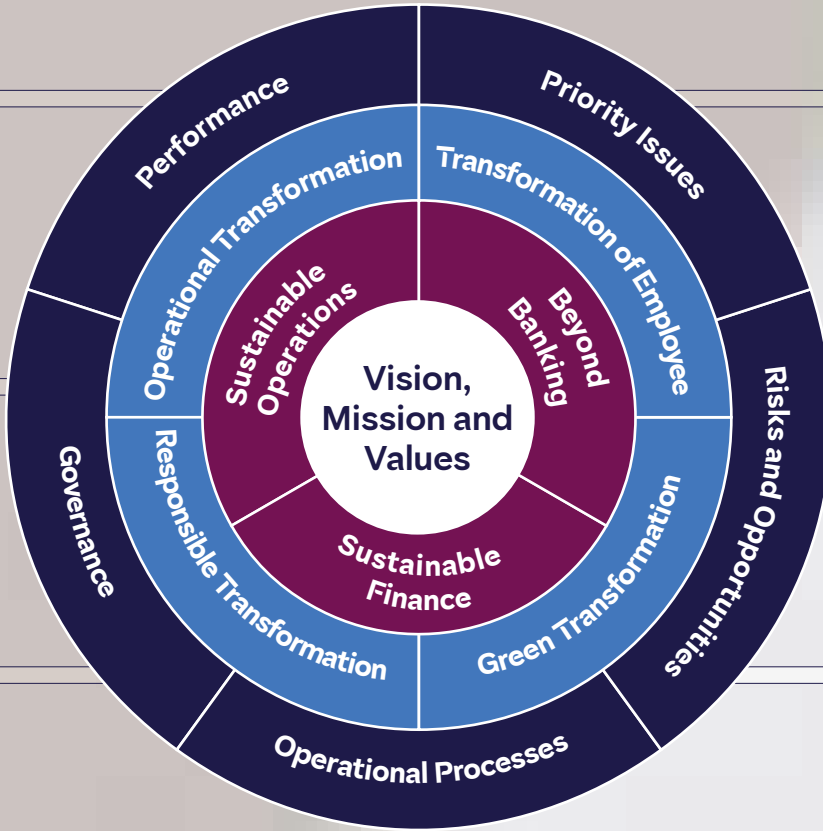 Performance
Priority Issues
Operational Transformation
Transformation of Employee
Sustainable
Operations
Beyond
Banking
Vision,
Mission and
Values
Risks and Opportunities
Governance
Responsible Transformation
Green Transformation
Sustainable
Finance
Operational Processes